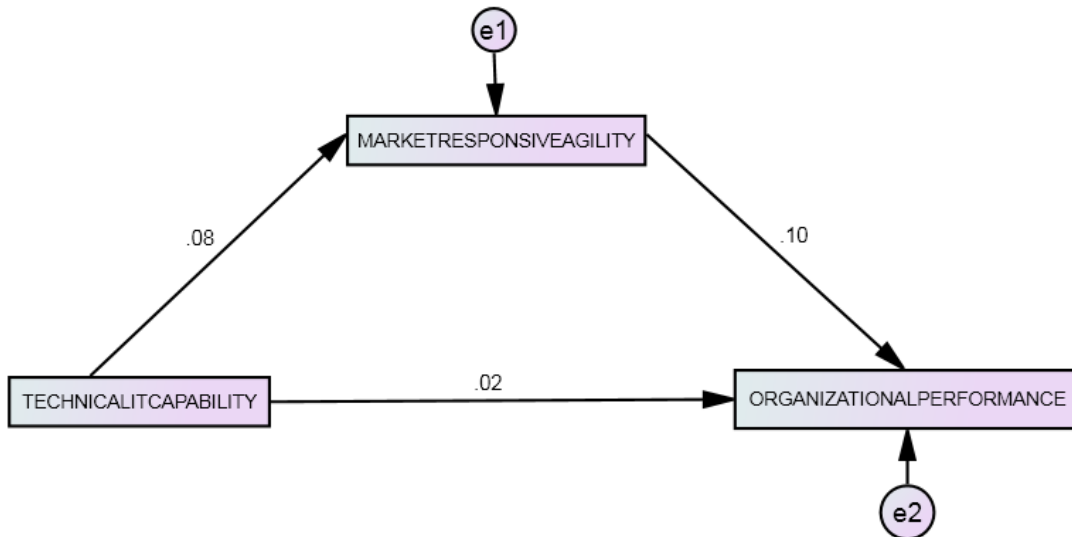 e1
MARKETRESPONSIVEAGILITY
.08
.10
.02
TECHNICALITCAPABILITY
ORGANIZATIONALPERFORMANCE
e2